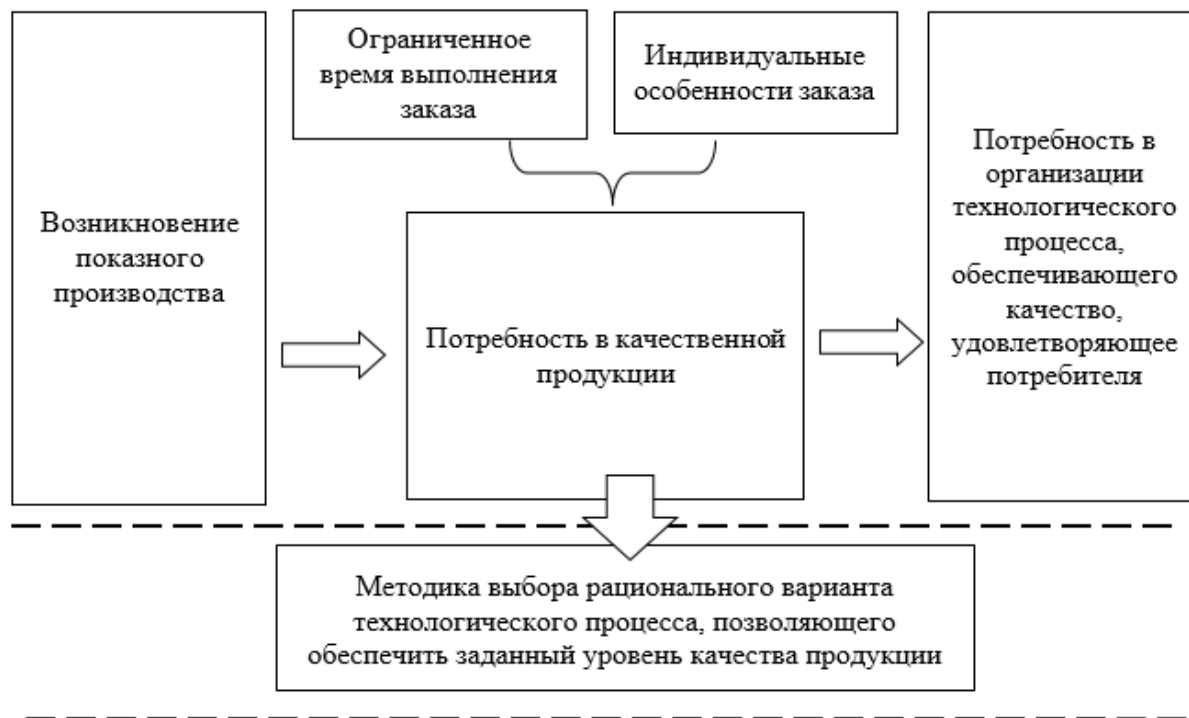 Ограниченное
время выполнения
заказа
Индивидуальные
особенности заказа
Возникновение
показного
производства
Потребность в качественной
продукции
Потребность в
организации
технологического
процесса,
обеспечивающего
качество,
удовлетворяющее
потребителя
Методика выбора рационального варианта
технологического процесса, позволяющего
обеспечить заданный уровень качества продукции